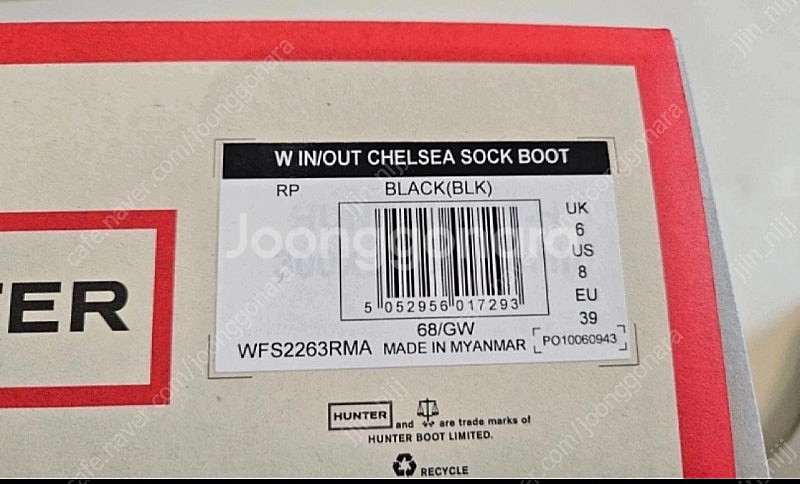 W IN/OUT CHELSEA SOCK BOOT
RP BLACK(BLK)
UK
6
US
8
EU
39
5 052956 017293
68/GW
WFS2263RMA MADE IN MYANMAR PO10060943
TER
HUNTER and are trade marks of
HUNTER BOOT LIMITED.
RECYCLE
Joonggonara
cafe.naver.com/joonggonara
jjin_nijj